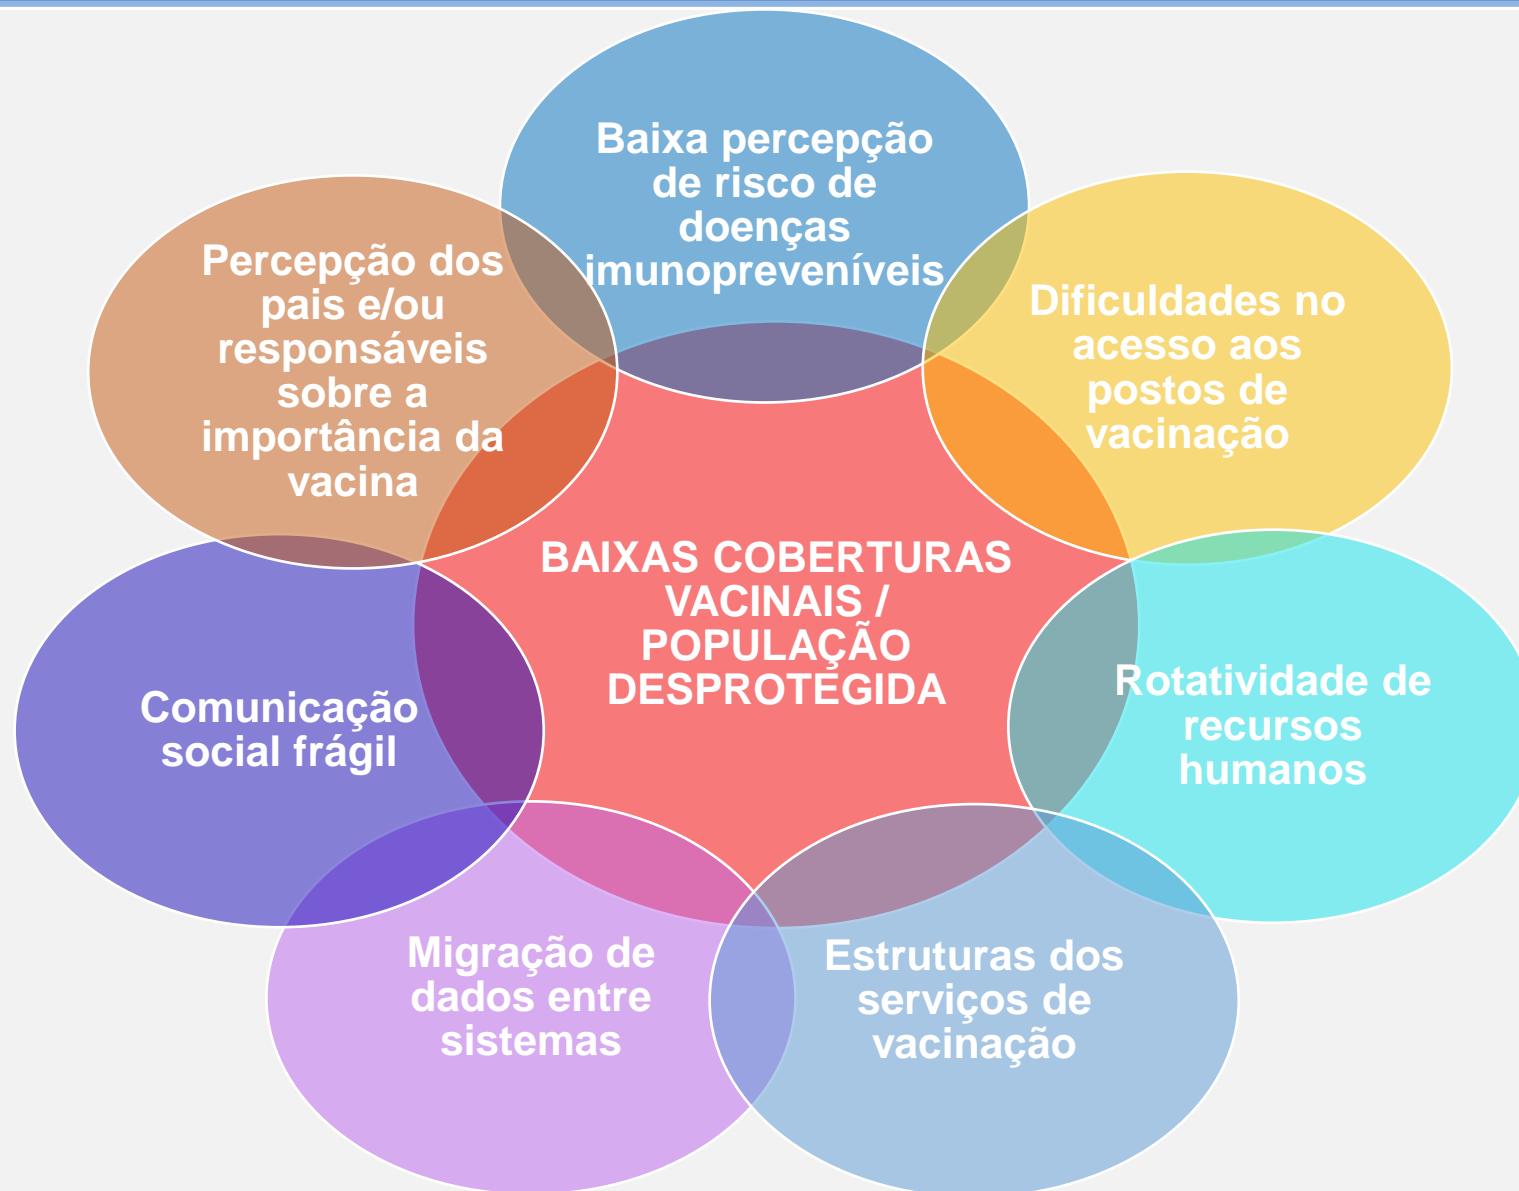 Baixa percepção
de risco de
doenças
imunopreveníveis
Percepção dos
pais e/ou
responsáveis
sobre a
importância da
vacina
Dificuldades no
acesso aos
postos de
vacinação
BAIXAS COBERTURAS
VACINAIS /
POPULAÇÃO
DESPROTEGIDA
Rotatividade de
recursos
humanos
Comunicação
social frágil
Migração de
dados entre
sistemas
Estruturas dos
serviços de
vacinação